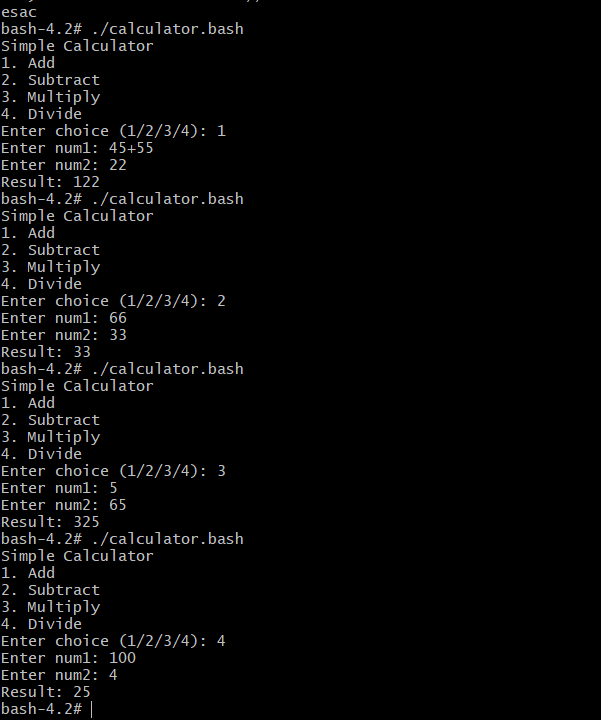 esac
bash-4.2# ./calculator.bash
Simple Calculator
1. Add
2. Subtract
3. Multiply
4. Divide
Enter choice (1/2/3/4): 1
Enter num1: 45+55
Enter num2: 22
Result: 122
bash-4.2# ./calculator.bash
Simple Calculator
1. Add
2. Subtract
3. Multiply
4. Divide
Enter choice (1/2/3/4): 2
Enter num1: 66
Enter num2: 33
Result: 33
bash-4.2# ./calculator.bash
Simple Calculator
1. Add
2. Subtract
3. Multiply
4. Divide
Enter choice (1/2/3/4): 3
Enter num1: 5
Enter num2: 65
Result: 325
bash-4.2# ./calculator.bash
Simple Calculator
1. Add
2. Subtract
3. Multiply
4. Divide
Enter choice (1/2/3/4): 4
Enter num1: 100
Enter num2: 4
Result: 25
bash-4.2#